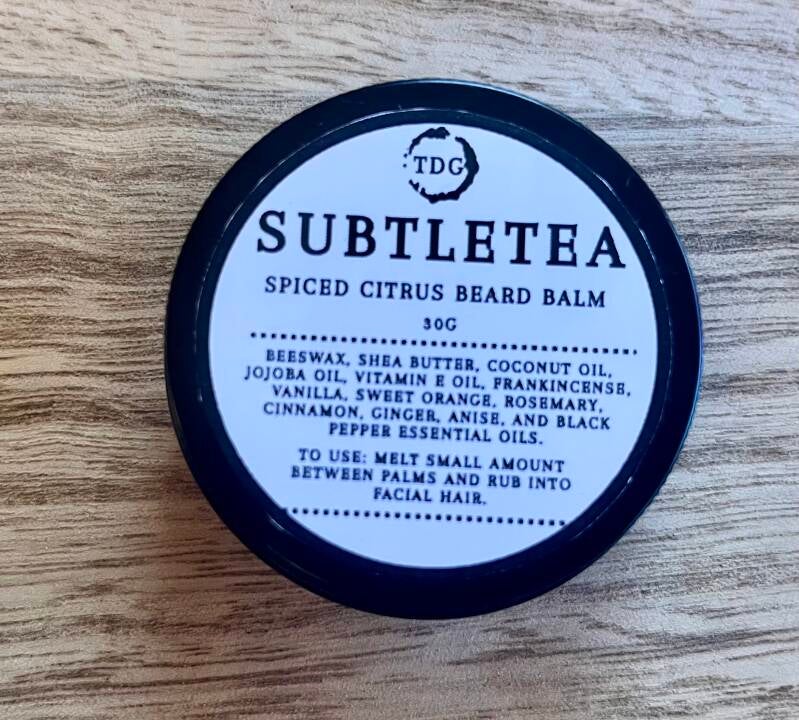 TDG
SUBTLETEA
SPICED CITRUS BEARD BALM
30G
BEESWAX, SHEA BUTTER, COCONUT OIL,
JOJOBA OIL, VITAMIN E OIL, FRANKINCENSE,
VANILLA, SWEET ORANGE, ROSEMARY,
CINNAMON, GINGER, ANISE, AND BLACK
PEPPER ESSENTIAL OILS.
TO USE: MELT SMALL AMOUNT
BETWEEN PALMS AND RUB INTO
FACIAL HAIR.